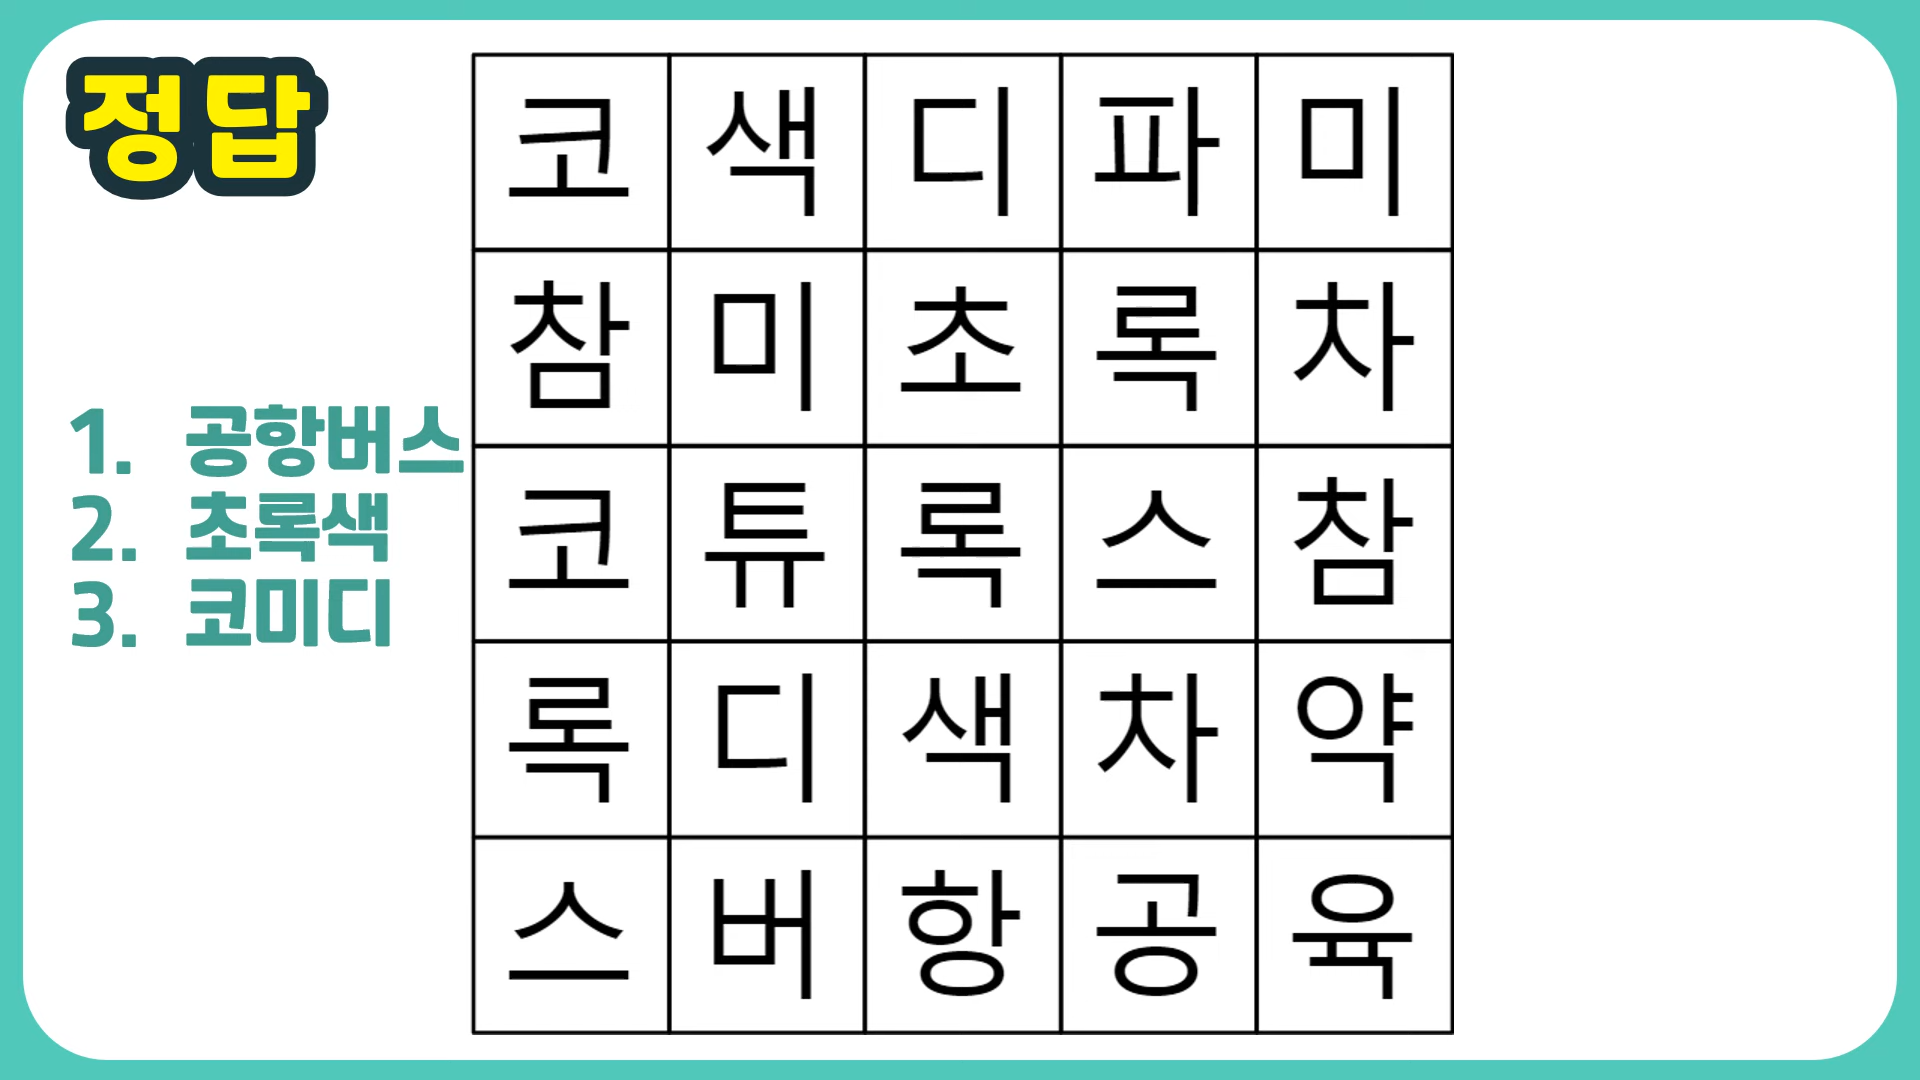 정답
1. 공항버스
2. 초록색
3. 코미디
코 색 디 파 미
참 미 초 록 차
코 튜 록 스 참
록 디 색 차 약
스 버 항 공 육